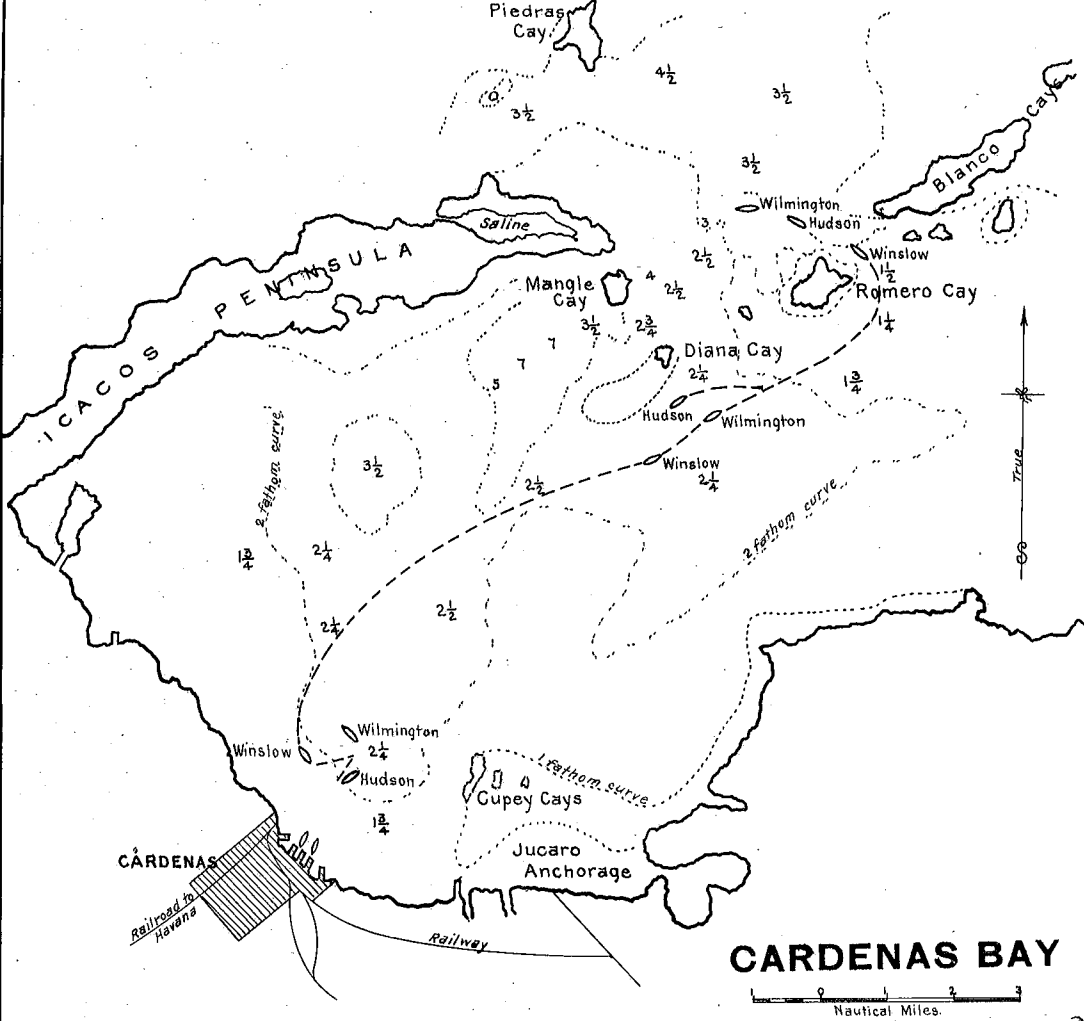 Piedras
Cay.
4½
3½
3½
Blanco Cays
3½
Wilmington
Hudson
Saline
3
2½
Winslow
1½
ICACOS PENINSULA
Mangle
Cay
4
2½
Romero Cay
3½
2¾
1¼
7
7
5
Diana Cay
2¼
1¾
Hudson
Wilmington
Winslow
2¼
True
3½
2 fathom curve
2½
2 fathom curve
1¾
2¼
2½
2¼
Wilmington
Winslow
2¼
Hudson
1 fathom curve
Cupey Cays
1¾
CÁRDENAS
Jucaro
Anchorage
Railroad to
Havana
Railway
CARDENAS BAY
1 0 1 2 3
Nautical Miles.